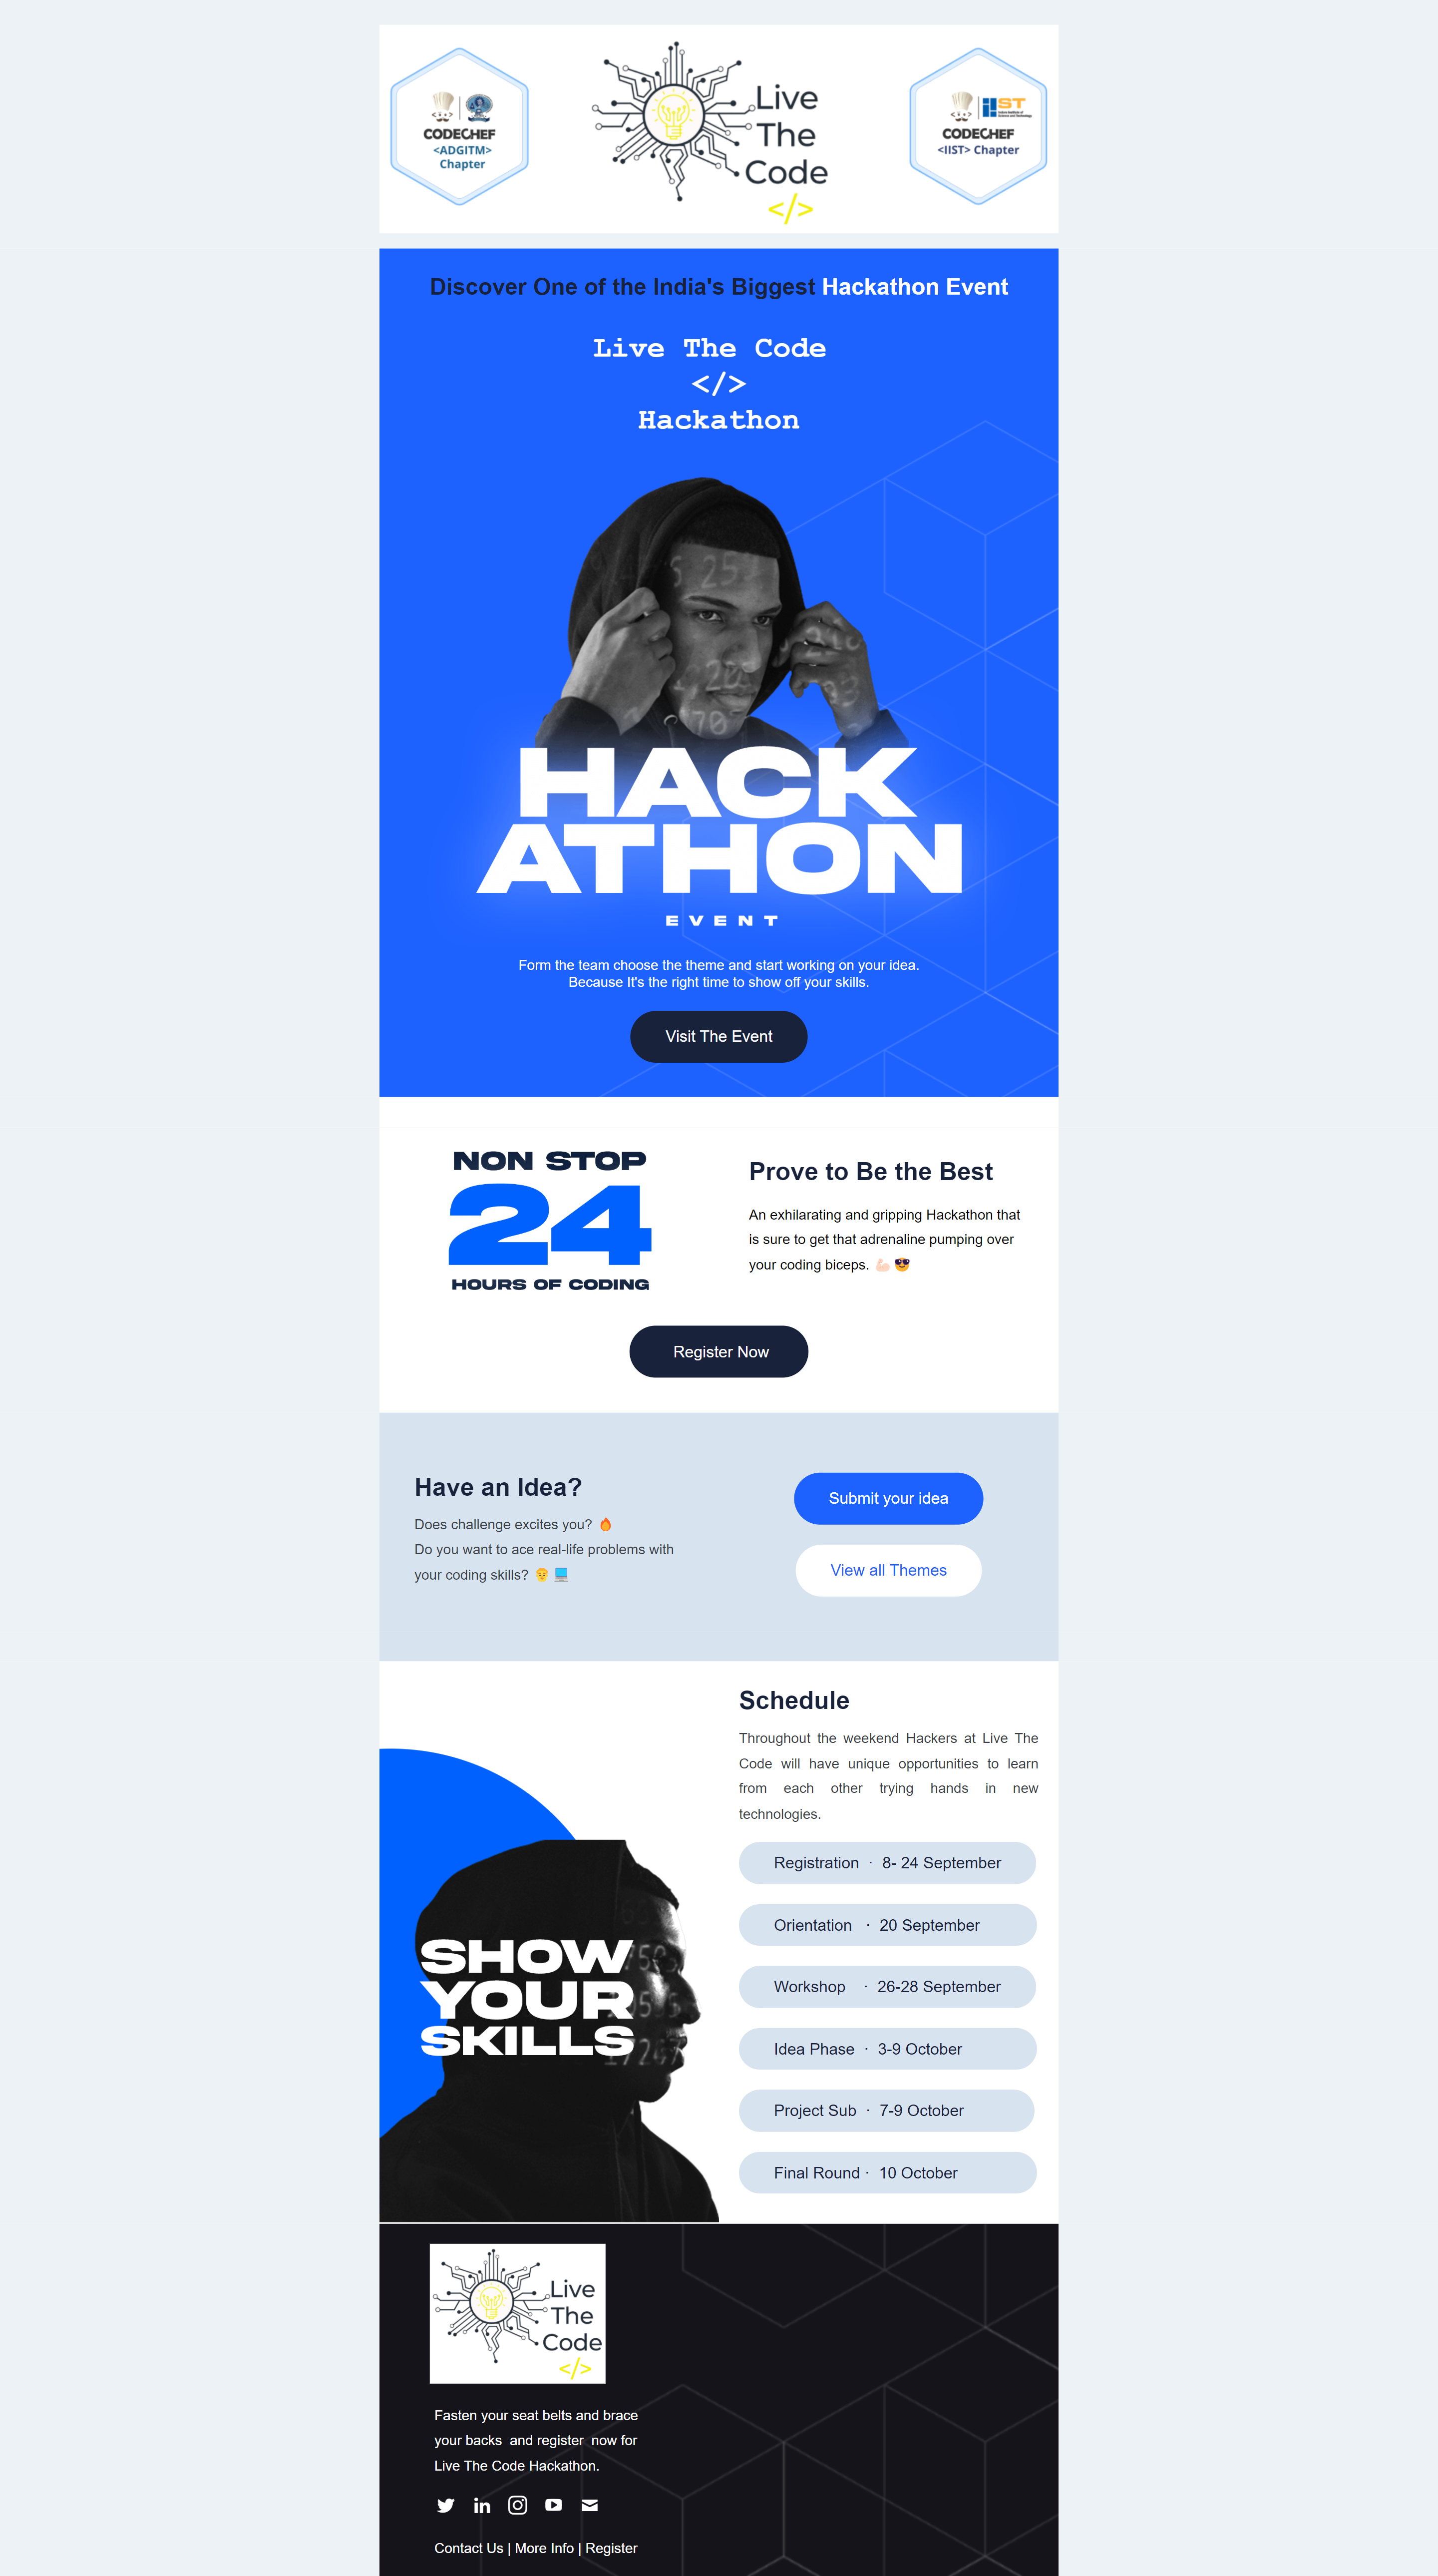 CODECHEF
<ADGITM>
Chapter
Live
The
Code
</>
IIST
CODECHEF
<IIST> Chapter
Discover One of the India's Biggest Hackathon Event
Live The Code
</>
Hackathon
HACK
ATHON
EVENT
Form the team choose the theme and start working on your idea.
Because It's the right time to show off your skills.
Visit The Event
NON STOP
24
HOURS OF CODING
Prove to Be the Best
An exhilarating and gripping Hackathon that
is sure to get that adrenaline pumping over
your coding biceps. 💪🏻 😎
Register Now
Have an Idea?
Does challenge excites you? 🔥
Do you want to ace real-life problems with
your coding skills? 👨‍💻
Submit your idea
View all Themes
Schedule
Throughout the weekend Hackers at Live The
Code will have unique opportunities to learn
from each other trying hands in new
technologies.
Registration · 8- 24 September
Orientation · 20 September
Workshop · 26-28 September
Idea Phase · 3-9 October
Project Sub · 7-9 October
Final Round · 10 October
SHOW
YOUR
SKILLS
Live
The
Code
</>
Fasten your seat belts and brace
your backs  and register  now for
Live The Code Hackathon.
Contact Us | More Info | Register